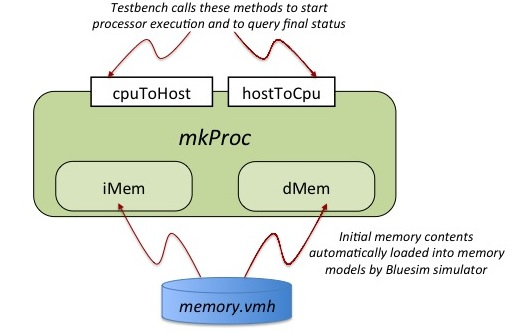 Testbench calls these methods to start
processor execution and to query final status
cpuToHost
hostToCpu
mkProc
iMem
dMem
Initial memory contents
automatically loaded into memory
models by Bluesim simulator
memory.vmh